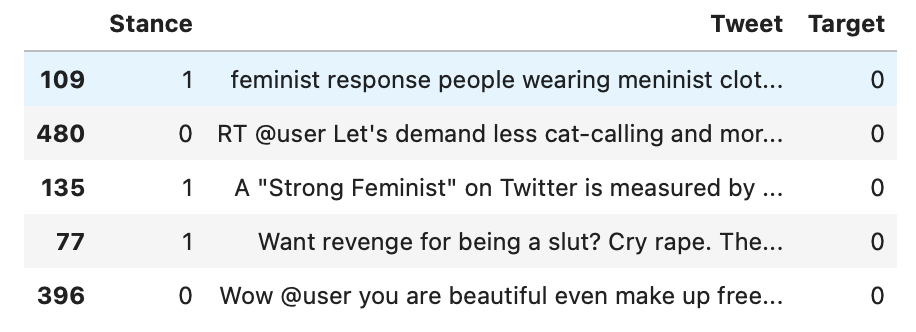 Stance Tweet Target
109 1 feminist response people wearing meninist clot... 0
480 0 RT @user Let's demand less cat-calling and mor... 0
135 1 A "Strong Feminist" on Twitter is measured by ... 0
77 1 Want revenge for being a slut? Cry rape. The... 0
396 0 Wow @user you are beautiful even make up free... 0